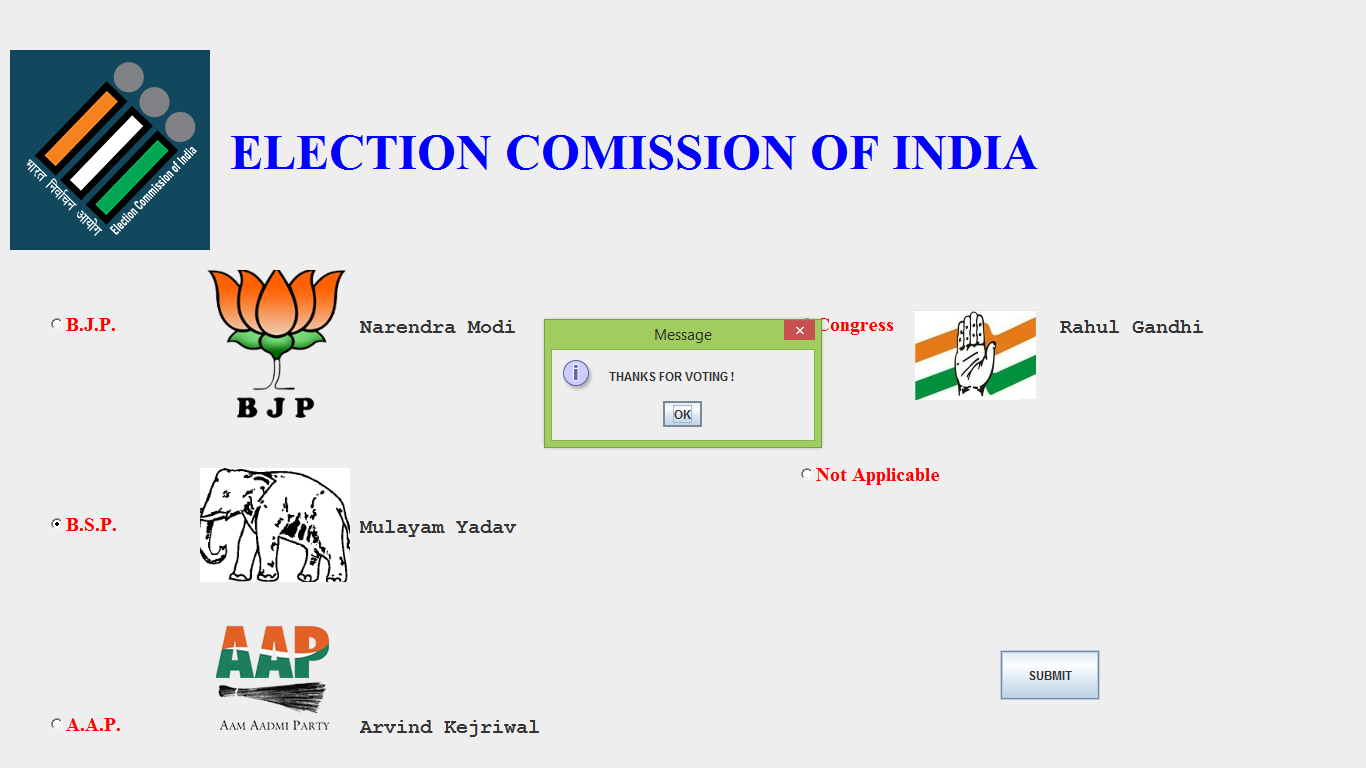 भारत निर्वाचन आयोग
Election Commission of India
ELECTION COMISSION OF INDIA
B.J.P.
BJP
Narendra Modi
Congress
Rahul Gandhi
Message
THANKS FOR VOTING !
OK
Not Applicable
B.S.P.
Mulayam Yadav
AAP
AAM AADMI PARTY
A.A.P.
Arvind Kejriwal
SUBMIT